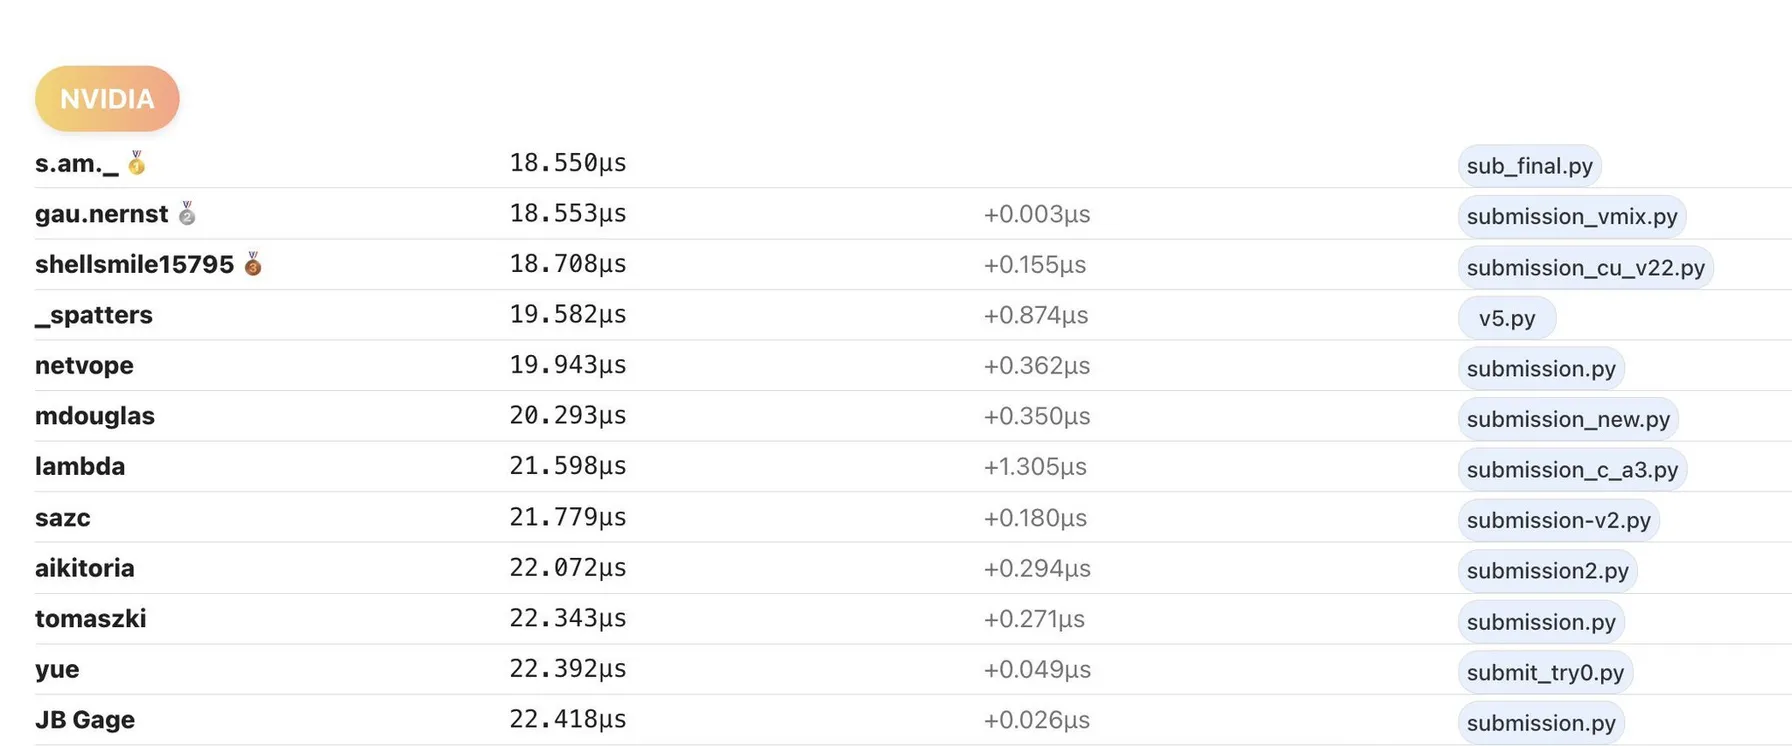 NVIDIA
s.am._ 🥇 18.550µs sub_final.py
gau.nernst 🥈 18.553µs +0.003µs submission_vmix.py
shellsmile15795 🥉 18.708µs +0.155µs submission_cu_v22.py
_spatters 19.582µs +0.874µs v5.py
netvope 19.943µs +0.362µs submission.py
mdouglas 20.293µs +0.350µs submission_new.py
lambda 21.598µs +1.305µs submission_c_a3.py
sazc 21.779µs +0.180µs submission-v2.py
aikitoria 22.072µs +0.294µs submission2.py
tomaszki 22.343µs +0.271µs submission.py
yue 22.392µs +0.049µs submit_try0.py
JB Gage 22.418µs +0.026µs submission.py